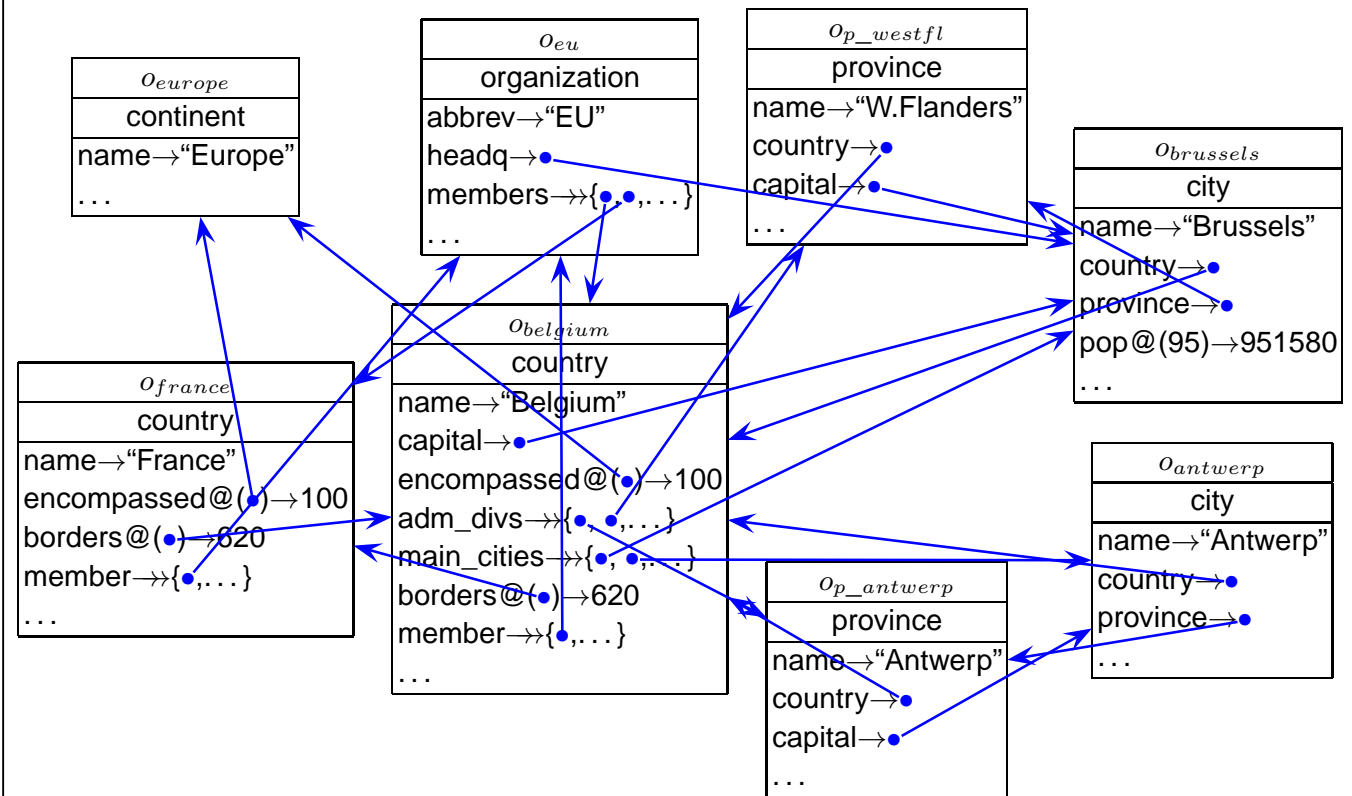 o_europe
continent
name→“Europe”
...
o_eu
organization
abbrev→“EU”
headq→•
members→→{•,•,...}
...
o_p_westfl
province
name→“W.Flanders”
country→•
capital→•
...
o_brussels
city
name→“Brussels”
country→•
province→•
pop@(95)→951580
...
o_france
country
name→“France”
encompassed@(•)→100
borders@(•)→620
member→→{•,...}
...
o_belgium
country
name→“Belgium”
capital→•
encompassed@(•)→100
adm_divs→→{•,•,...}
main_cities→→{•,•,...}
borders@(•)→620
member→→{•,...}
...
o_antwerp
city
name→“Antwerp”
country→•
province→•
...
o_p_antwerp
province
name→“Antwerp”
country→•
capital→•
...